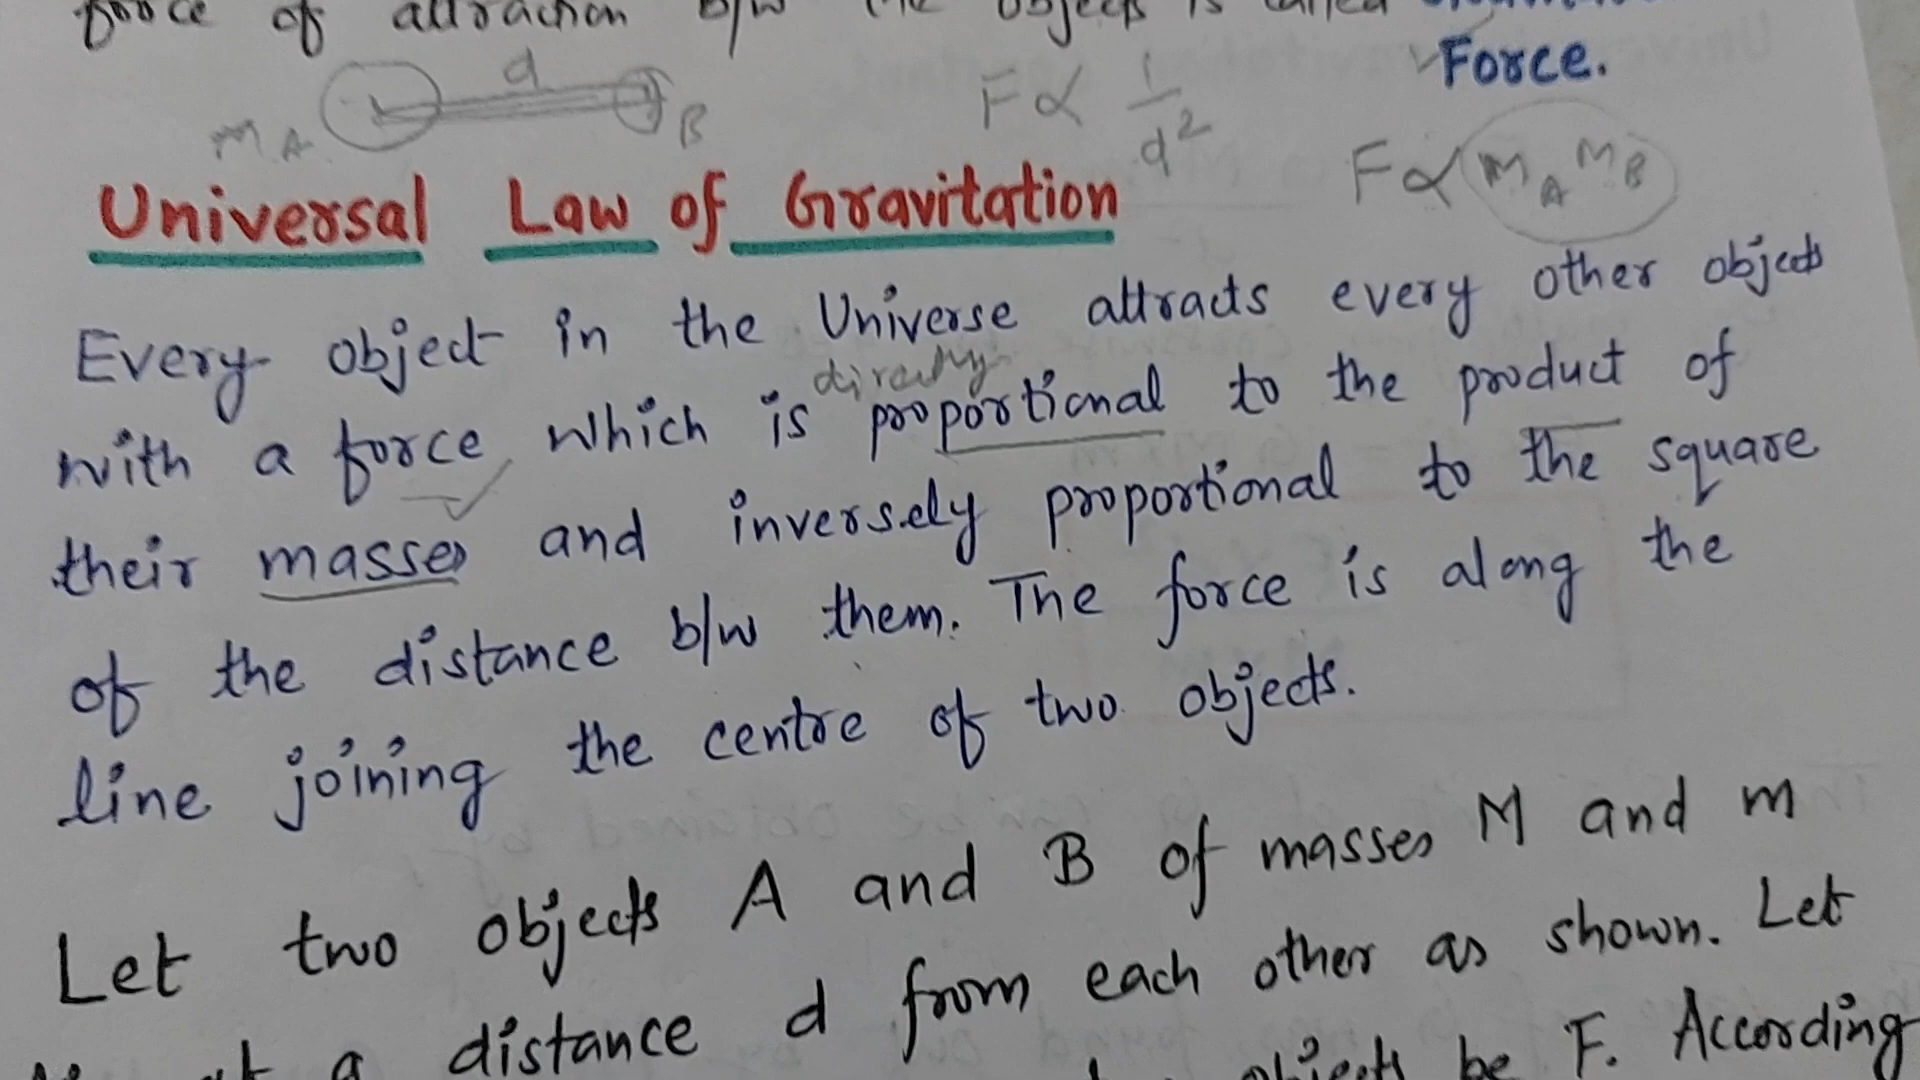 force of attraction b/w the objects is called
Force.
d
M A B
F ∝ 1/d²
F ∝ M A M B
Universal Law of Gravitation
Every object in the Universe attracts every other objects
directly
with a force which is proportional to the product of
their masses and inversely proportional to the square
of the distance b/w them. The force is along the
line joining the centre of two objects.
Let two objects A and B of masses M and m
at a distance d from each other as shown. Let
objects be F. According